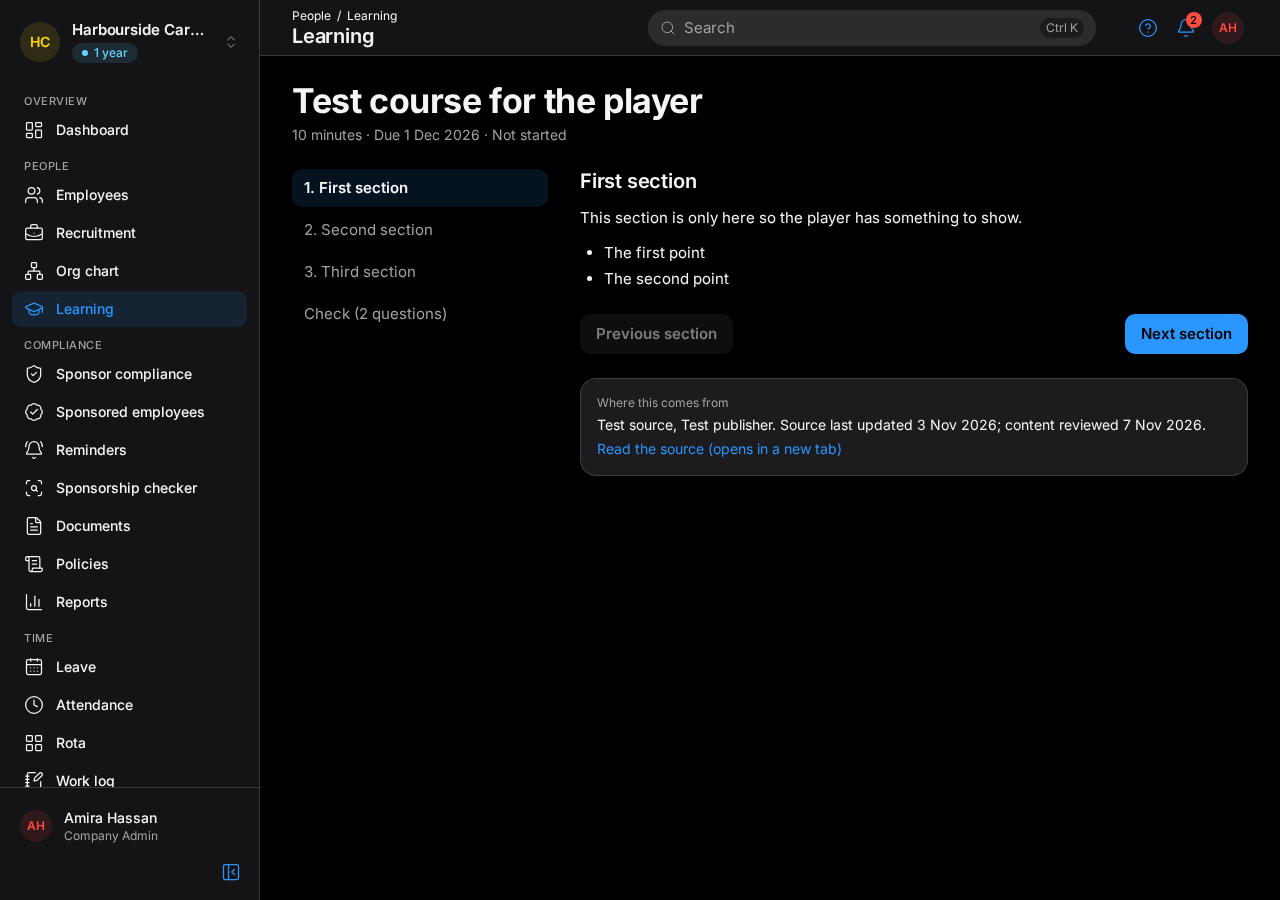 HC
Harbourside Car...
1 year
OVERVIEW
Dashboard
PEOPLE
Employees
Recruitment
Org chart
Learning
COMPLIANCE
Sponsor compliance
Sponsored employees
Reminders
Sponsorship checker
Documents
Policies
Reports
TIME
Leave
Attendance
Rota
Work log
AH
Amira Hassan
Company Admin
People / Learning
Learning
Search
Ctrl K
2
AH
Test course for the player
10 minutes · Due 1 Dec 2026 · Not started
1. First section
2. Second section
3. Third section
Check (2 questions)
First section
This section is only here so the player has something to show.
• The first point
• The second point
Previous section
Next section
Where this comes from
Test source, Test publisher. Source last updated 3 Nov 2026; content reviewed 7 Nov 2026.
Read the source (opens in a new tab)